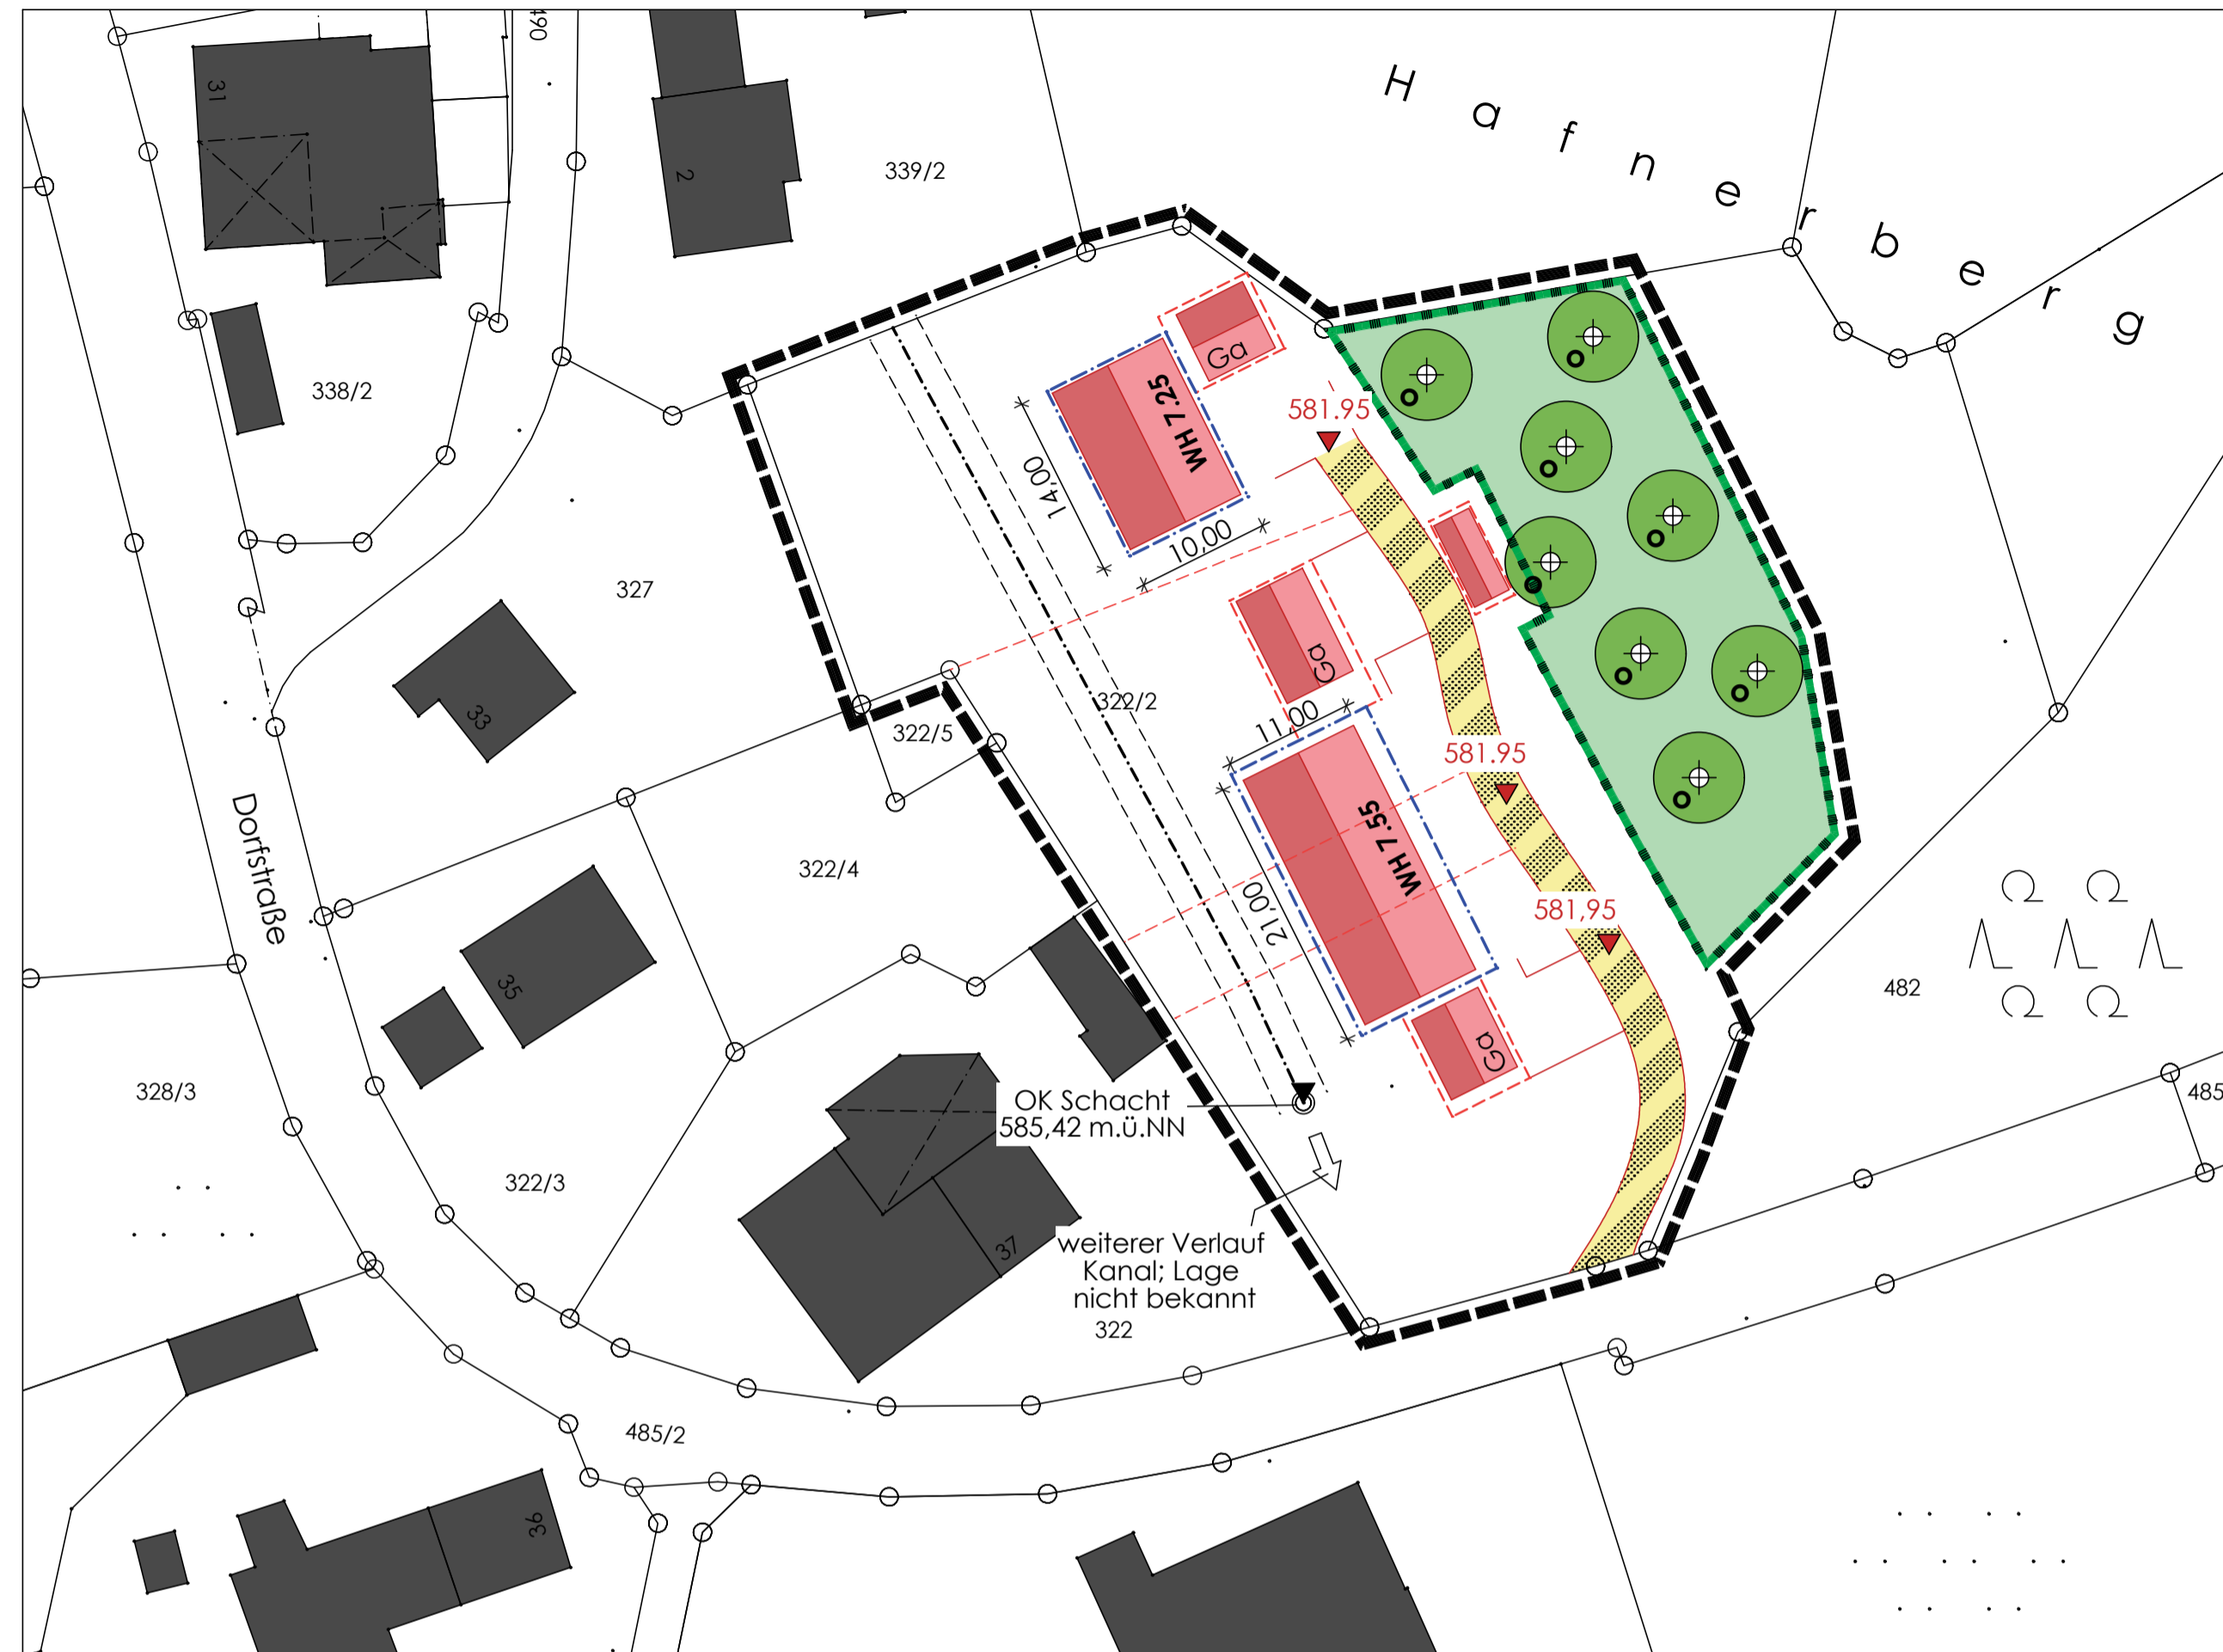 490
31
2
339/2
Hafnerberg
338/2
Ga
WH 7.25
581.95
14,00
10,00
327
33
Ga
322/2
322/5
11,00
581.95
Dorfstraße
322/4
WH 7.55
21,00
581,95
35
482
Ga
328/3
OK Schacht
585,42 m.ü.NN
485
322/3
37
weiterer Verlauf
Kanal; Lage
nicht bekannt
322
485/2
36